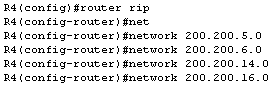 R4(config)#router rip
R4(config-router)#net
R4(config-router)#network 200.200.5.0
R4(config-router)#network 200.200.6.0
R4(config-router)#network 200.200.14.0
R4(config-router)#network 200.200.16.0